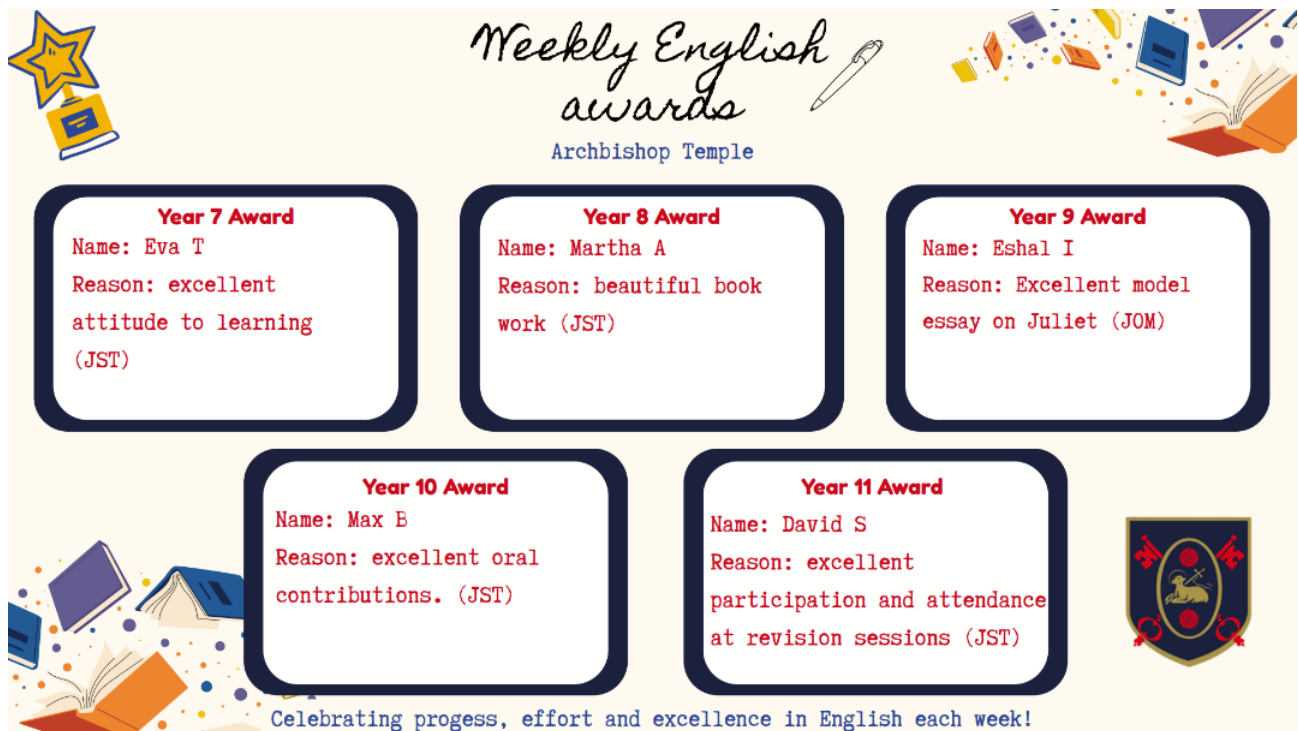 Weekly English
awards
Archbishop Temple
Year 7 Award
Name: Eva T
Reason: excellent
attitude to learning
(JST)
Year 8 Award
Name: Martha A
Reason: beautiful book
work (JST)
Year 9 Award
Name: Eshal I
Reason: Excellent model
essay on Juliet (JOM)
Year 10 Award
Name: Max B
Reason: excellent oral
contributions. (JST)
Year 11 Award
Name: David S
Reason: excellent
participation and attendance
at revision sessions (JST)
Celebrating progess, effort and excellence in English each week!